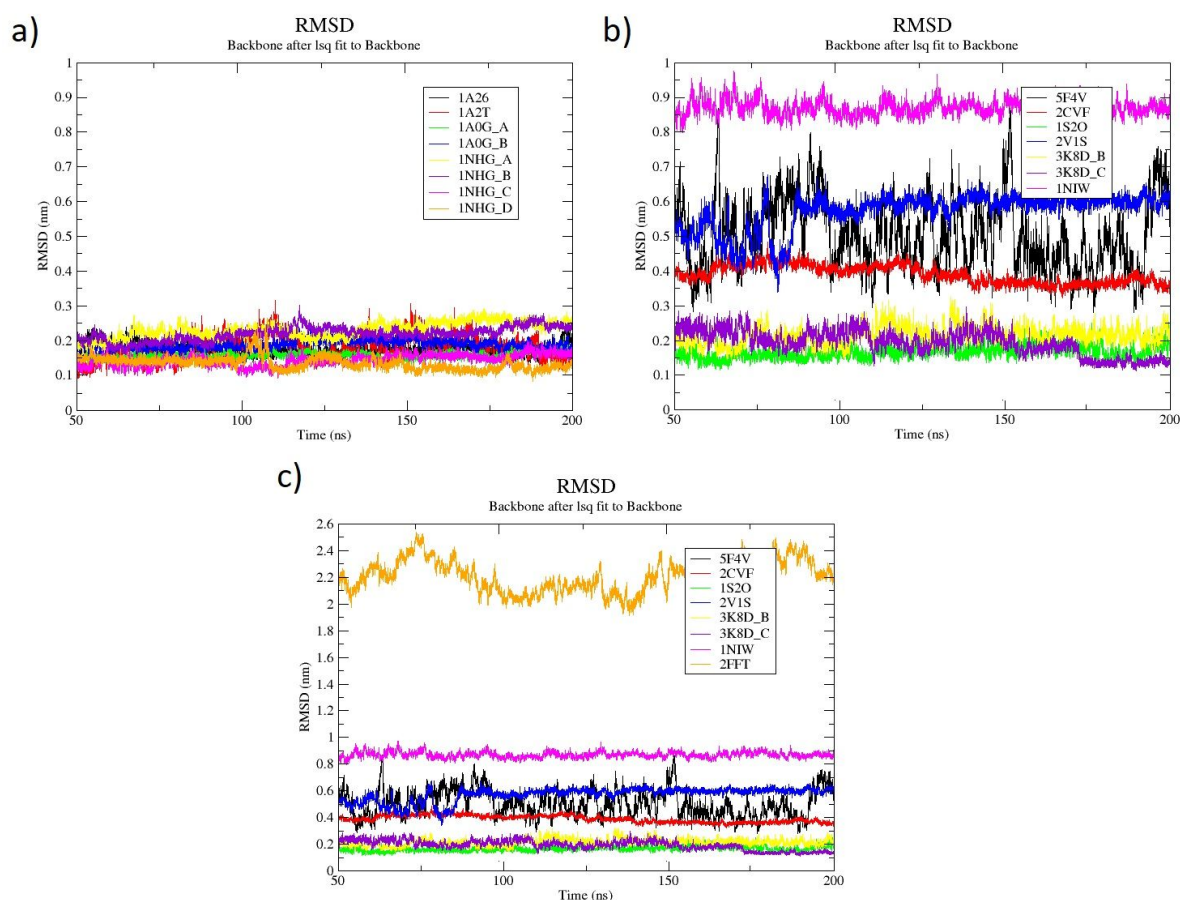 a)
RMSD
Backbone after lsq fit to Backbone
1
0.9
0.8
0.7
0.6
0.5
0.4
0.3
0.2
0.1
0
RMSD (nm)
1A26
1A2T
1A0G_A
1A0G_B
1NHG_A
1NHG_B
1NHG_C
1NHG_D
50
100
150
200
Time (ns)
b)
RMSD
Backbone after lsq fit to Backbone
1
0.9
0.8
0.7
0.6
0.5
0.4
0.3
0.2
0.1
0
RMSD (nm)
5F4V
2CVF
1S2O
2V1S
3K8D_B
3K8D_C
1NIW
50
100
150
200
Time (ns)
c)
RMSD
Backbone after lsq fit to Backbone
2.6
2.4
2.2
2
1.8
1.6
1.4
1.2
1
0.8
0.6
0.4
0.2
0
RMSD (nm)
5F4V
2CVF
1S2O
2V1S
3K8D_B
3K8D_C
1NIW
2FFT
50
100
150
200
Time (ns)